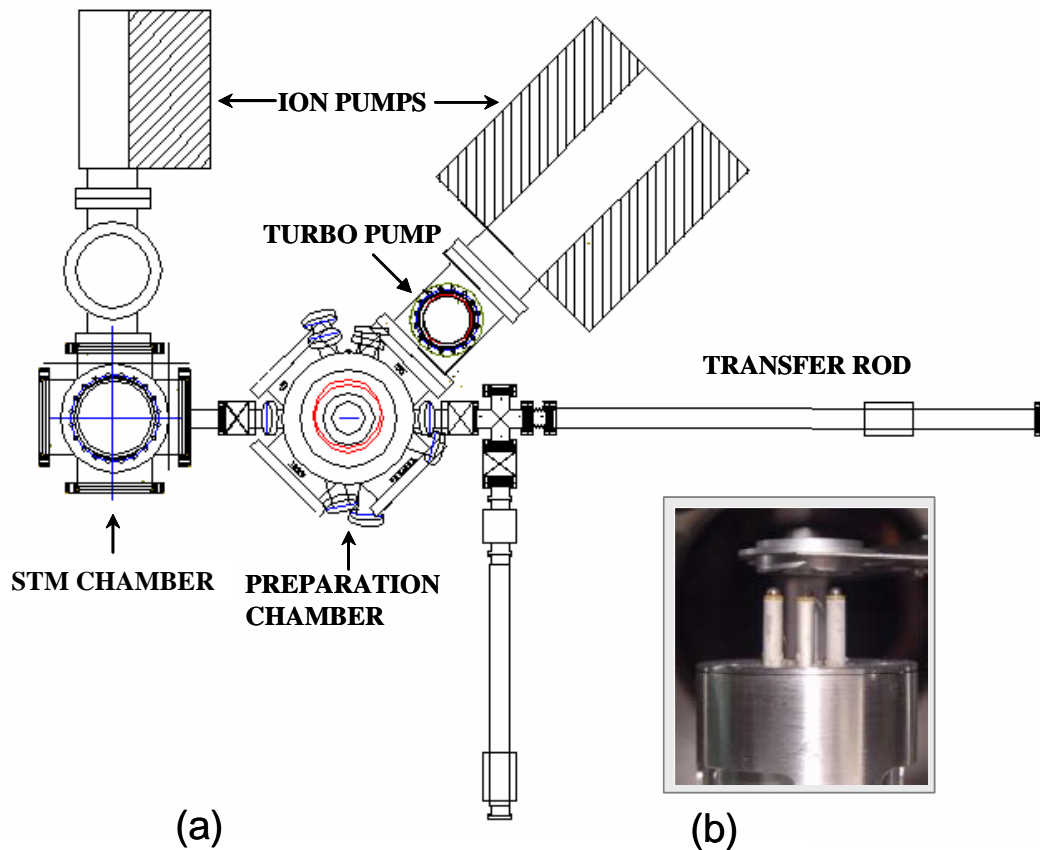 ION PUMPS
TURBO PUMP
TRANSFER ROD
STM CHAMBER
PREPARATION
CHAMBER
(a)
(b)